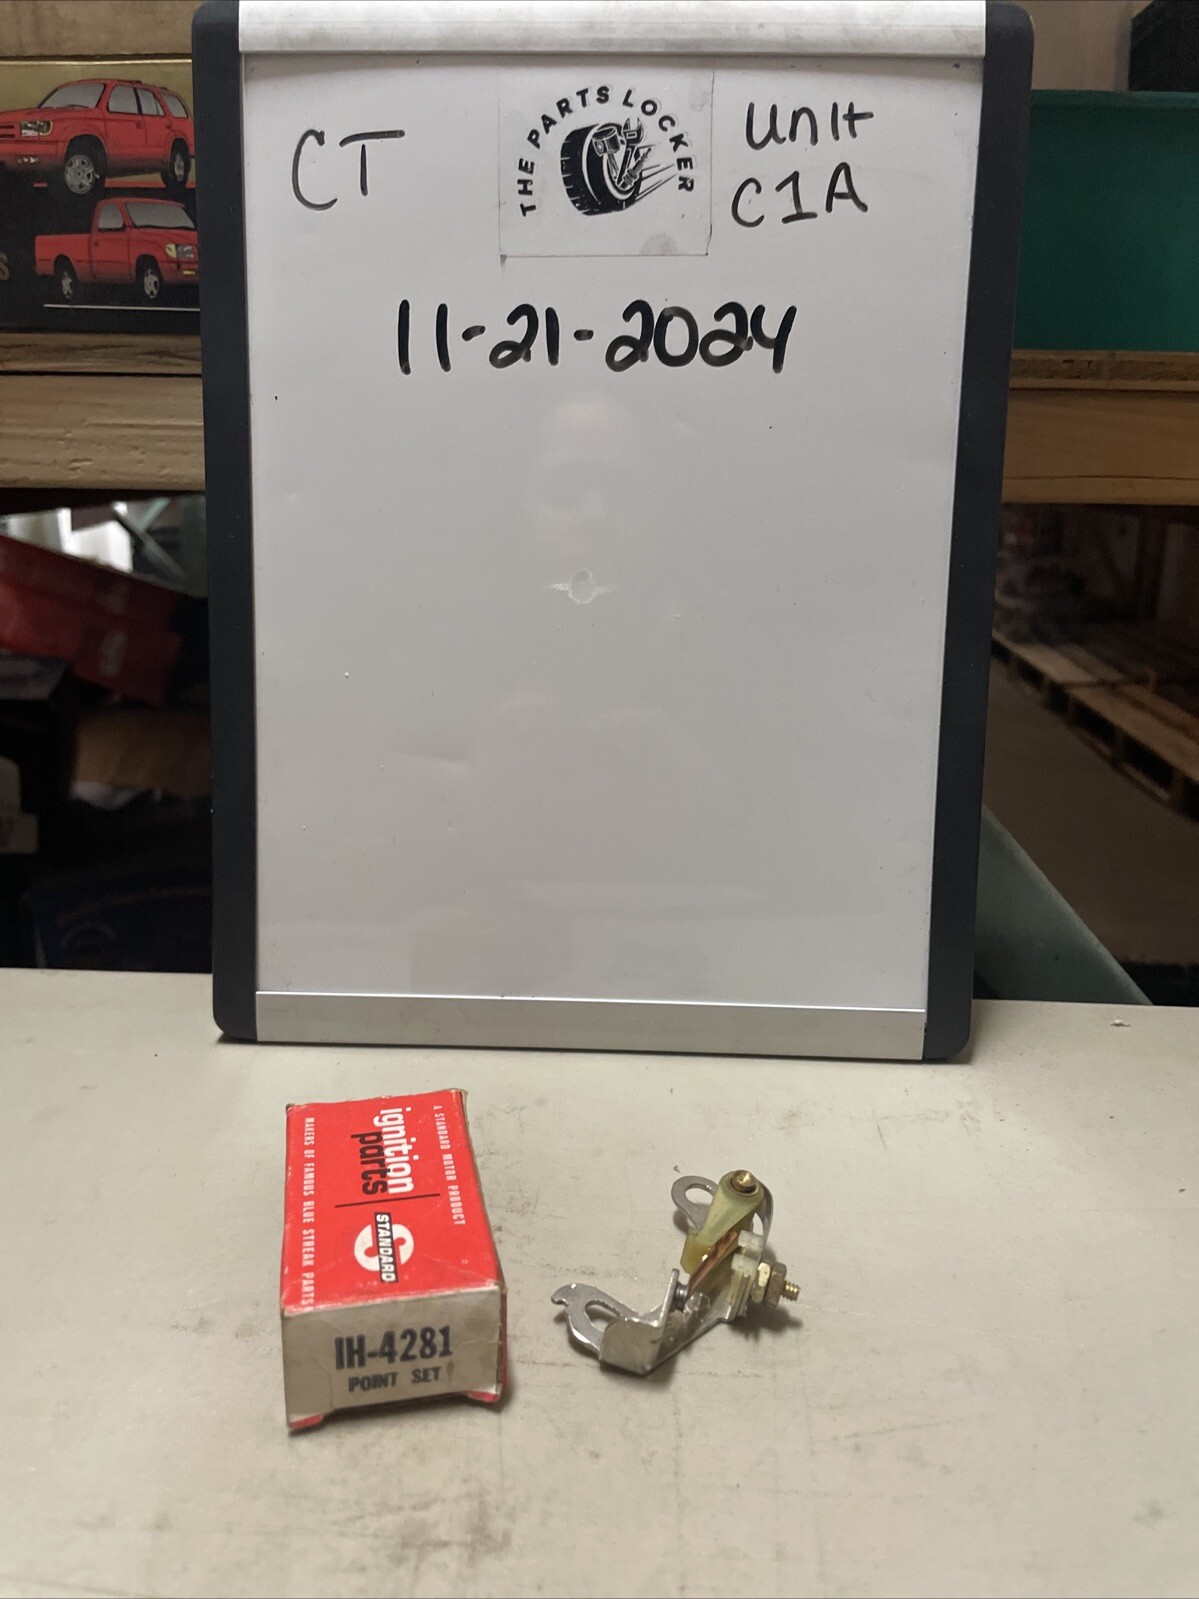 CT
THE PARTS LOCKER
Unit
C1A
11-21-2024
A STANDARD MOTOR PRODUCT
ignition
parts
STANDARD
MAKERS OF FAMOUS BLUE STREAK PARTS
IH-4281
POINT SET